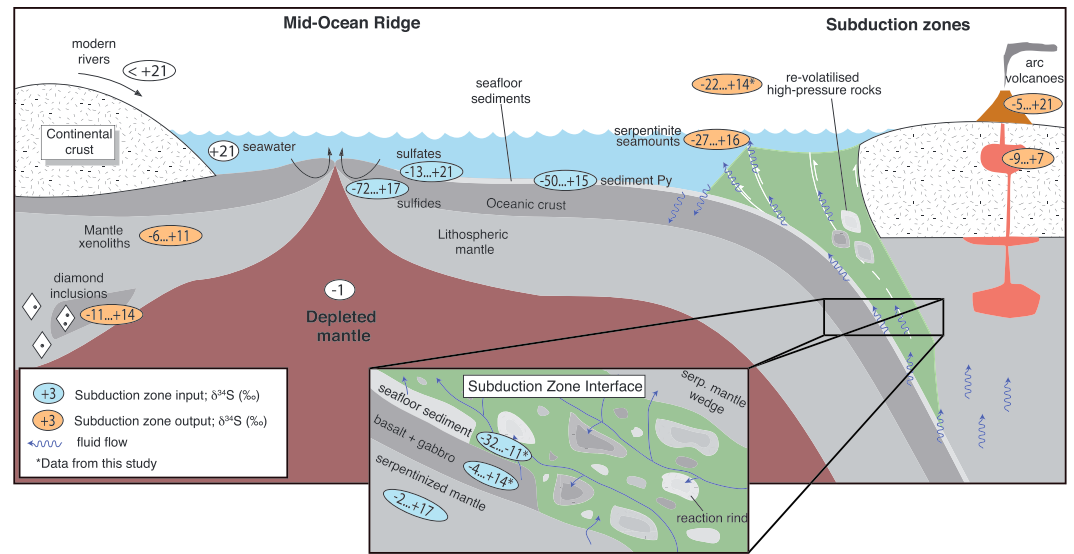 Mid-Ocean Ridge
Subduction zones
modern
rivers
< +21
Continental
crust
+21
seawater
sulfates
-13...+21
-72...+17
sulfides
seafloor
sediments
-50...+15
sediment Py
Oceanic crust
Lithospheric
mantle
Mantle
xenoliths
-6...+11
diamond
inclusions
-11...+14
-1
Depleted
mantle
-22...+14*
re-volatilised
high-pressure rocks
serpentinite
seamounts
-27...+16
arc
volcanoes
-5...+21
-9...+7
+3 Subduction zone input; δ³⁴S (‰)
+3 Subduction zone output; δ³⁴S (‰)
fluid flow
*Data from this study
Subduction Zone Interface
serp. mantle
wedge
seafloor sediment
-32...-11*
basalt + gabbro
-4...+14*
serpentinized mantle
-2...+17
reaction rind